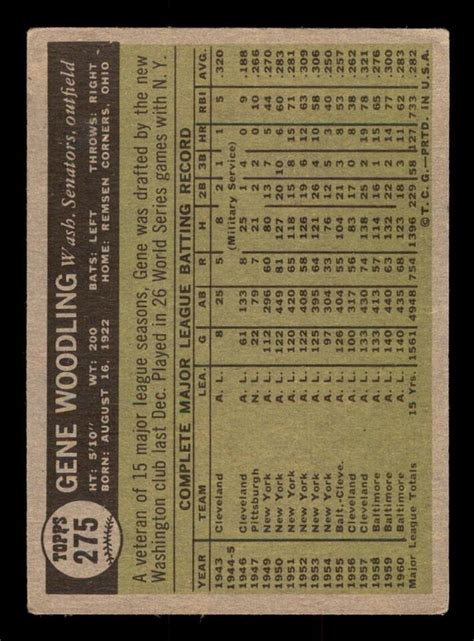 TOPPS
275
GENE WOODLING Wash. Senators, outfield
HT: 5'10" WT: 200 BATS: LEFT THROWS: RIGHT
BORN: AUGUST 16, 1922 HOME: REMSEN CORNERS, OHIO
A veteran of 15 major league seasons, Gene was drafted by the new
Washington club last Dec. Played in 26 World Series games with N.Y.
COMPLETE MAJOR LEAGUE BATTING RECORD
YEAR TEAM LEA. G AB R H 2B 3B HR RBI AVG.
1943 Cleveland A. L. 8 25 5 8 2 1 1 5 .320
1944-5 (Military Service)
1946 Cleveland A. L. 61 133 8 25 1 4 0 9 .188
1947 Pittsburgh N. L. 22 79 7 21 2 2 0 10 .266
1949 New York A. L. 112 296 60 80 13 7 5 44 .270
1950 New York A. L. 122 449 81 127 20 10 6 60 .283
1951 New York A. L. 120 420 65 118 15 8 15 71 .281
1952 New York A. L. 122 408 58 126 19 6 12 63 .309
1953 New York A. L. 125 395 64 121 26 4 10 58 .306
1954 New York A. L. 97 304 33 76 12 5 3 40 .250
1955 Balt.-Cleve. A. L. 126 404 55 104 21 1 8 53 .257
1956 Cleveland A. L. 100 317 56 83 17 0 8 38 .262
1957 Cleveland A. L. 133 430 74 138 25 2 19 78 .321
1958 Baltimore A. L. 133 413 57 114 16 1 15 65 .276
1959 Baltimore A. L. 140 440 63 132 22 2 14 77 .300
1960 Baltimore A. L. 140 435 68 123 18 3 11 62 .283
Major League Totals 15 Yrs. 1561 4948 754 1396 229 58 127 733 .282
©T.C.G.—PRTD. IN U.S.A.